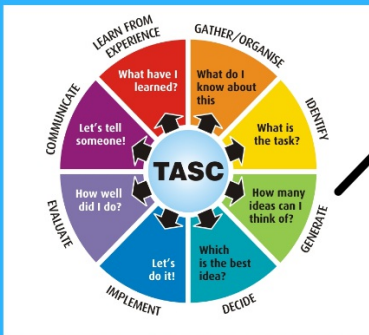 GATHER/ORGANISE
What do I
know about
this
IDENTIFY
What is
the task?
GENERATE
How many
ideas can I
think of?
DECIDE
Which
is the best
idea?
IMPLEMENT
Let's
do it!
EVALUATE
How well
did I do?
COMMUNICATE
Let's tell
someone!
LEARN FROM
EXPERIENCE
What have I
learned?
TASC